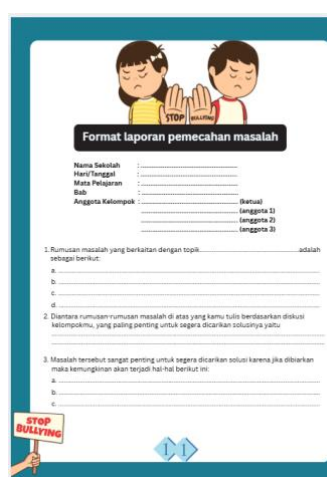 STOP BULLYING
Format laporan pemecahan masalah
Nama Sekolah : ..............................
Hari/Tanggal : ..............................
Mata Pelajaran : ..............................
Bab : ..............................
Anggota Kelompok : .............................. (ketua)
.............................. (anggota 1)
.............................. (anggota 2)
.............................. (anggota 3)
1. Rumusan masalah yang berkaitan dengan topik.............................. adalah
sebagai berikut:
a. ..............................
b. ..............................
c. ..............................
d. ..............................
2. Diantara rumusan-rumusan masalah di atas yang kamu tulis berdasarkan diskusi
kelompokmu, yang paling penting untuk segera dicarikan solusinya yaitu
..............................
..............................
3. Masalah tersebut sangat penting untuk segera dicarikan solusi karena jika dibiarkan
maka kemungkinan akan terjadi hal-hal berikut ini:
a. ..............................
b. ..............................
c. ..............................
STOP
BULLYING
11